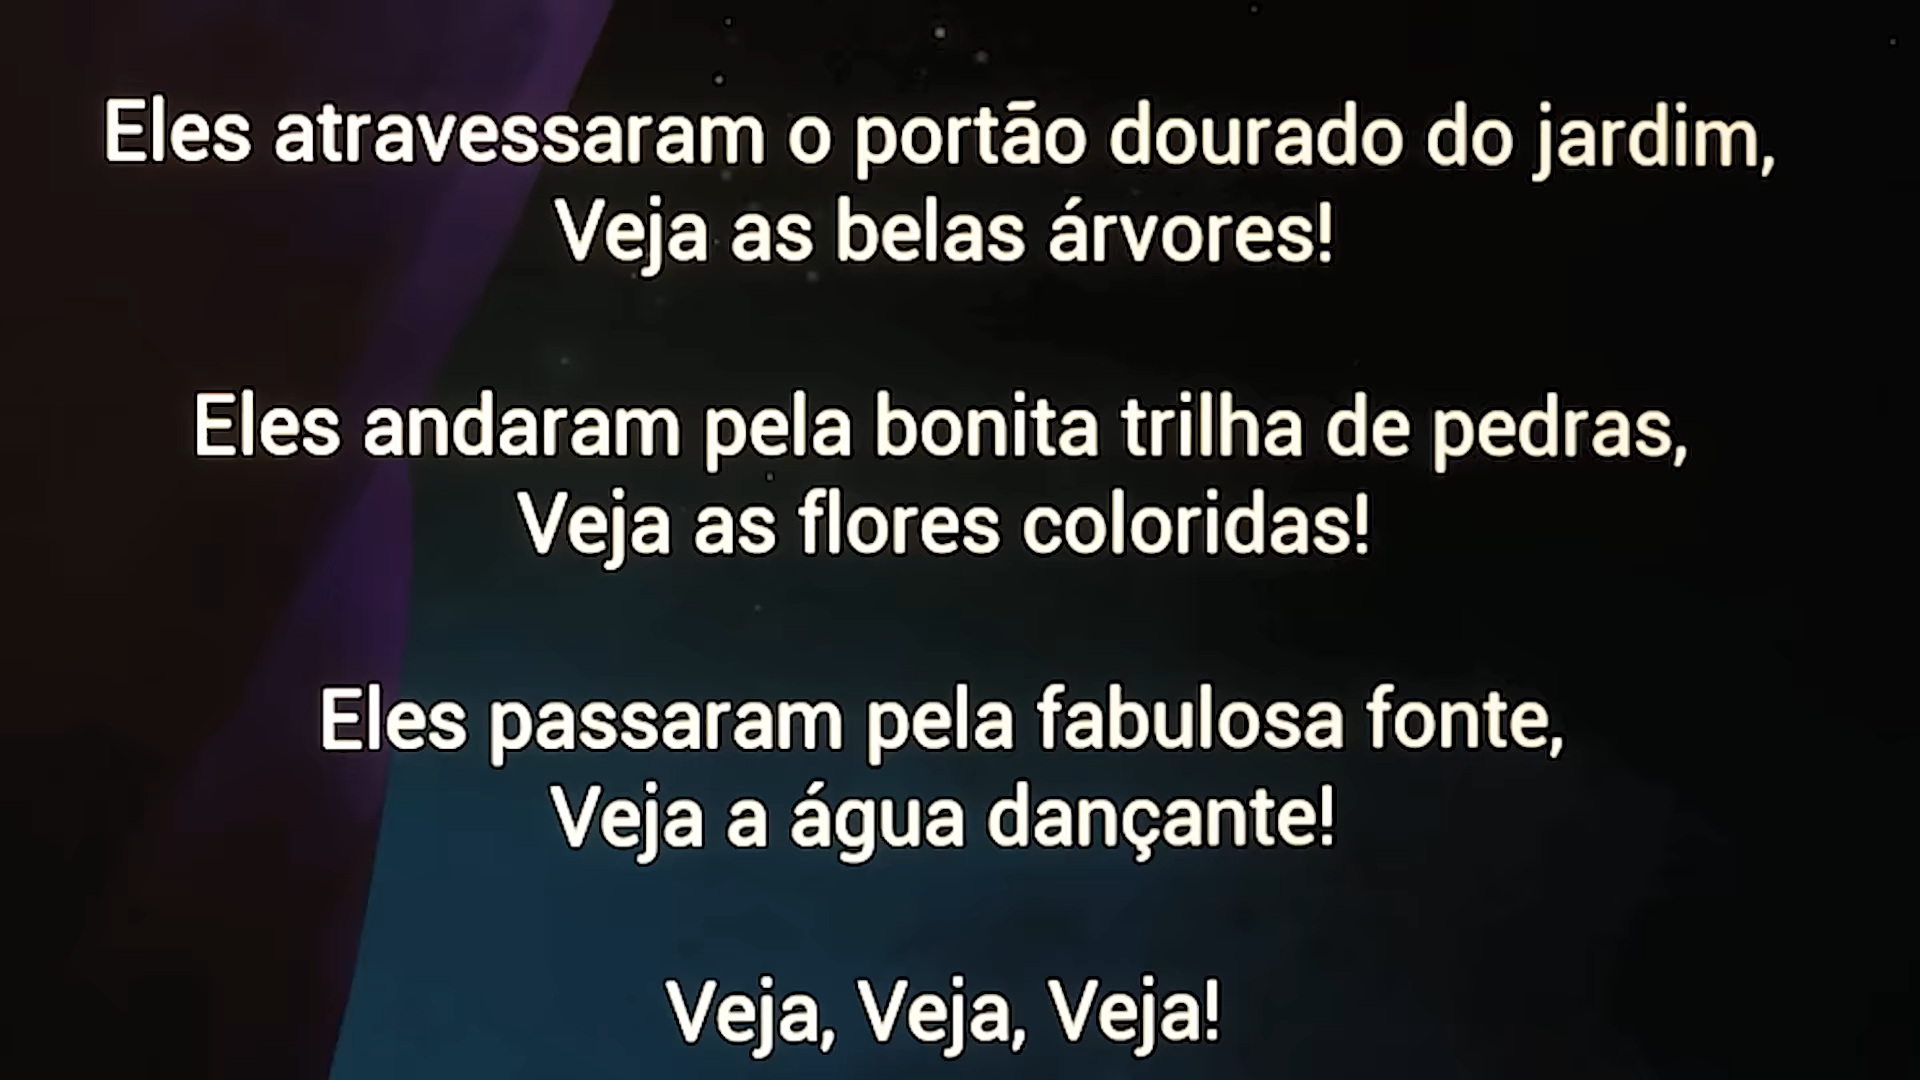 Eles atravessaram o portão dourado do jardim,
Veja as belas árvores!
Eles andaram pela bonita trilha de pedras,
Veja as flores coloridas!
Eles passaram pela fabulosa fonte,
Veja a água dançante!
Veja, Veja, Veja!